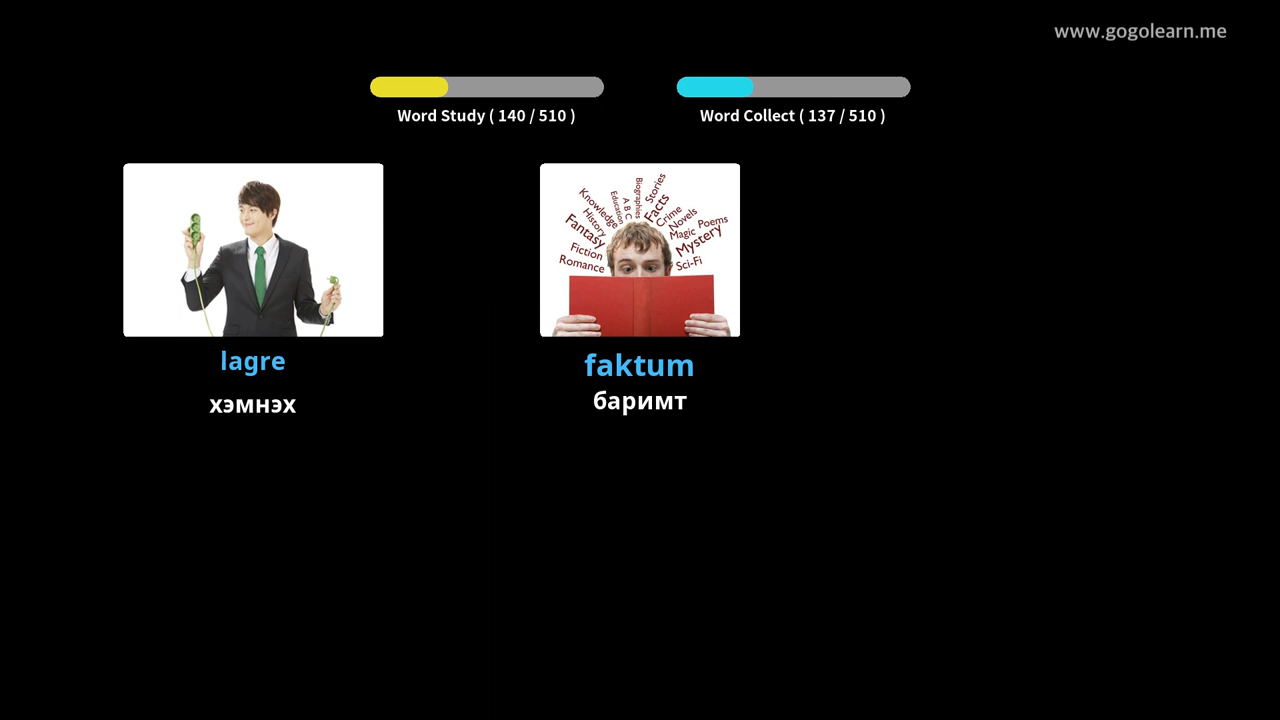 www.gogolearn.me
Word Study ( 140 / 510 )
Word Collect ( 137 / 510 )
Knowledge
History
Fantasy
Fiction
Romance
Education
A B C
Biographies
Stories
Facts
Crime
Novels
Magic
Poems
Mystery
Sci-Fi
lagre
хэмнэх
faktum
баримт